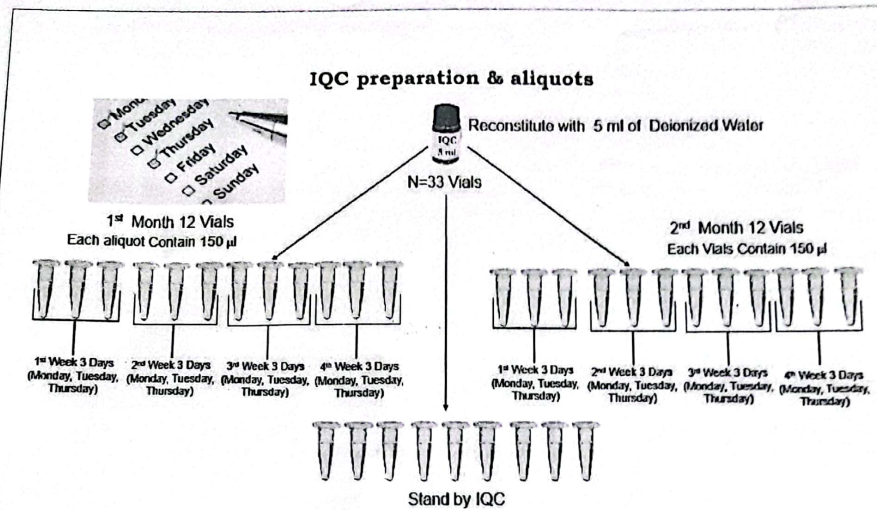 IQC preparation & aliquots
Monday
Tuesday
Wednesday
Thursday
Friday
Saturday
Sunday
IQC
5 ml
Reconstitute with 5 ml of Deionized Water
N=33 Vials
1st Month 12 Vials
Each aliquot Contain 150 µl
2nd Month 12 Vials
Each Vials Contain 150 µl
1st Week 3 Days
(Monday, Tuesday,
Thursday)
2nd Week 3 Days
(Monday, Tuesday,
Thursday)
3rd Week 3 Days
(Monday, Tuesday,
Thursday)
4th Week 3 Days
(Monday, Tuesday,
Thursday)
1st Week 3 Days
(Monday, Tuesday,
Thursday)
2nd Week 3 Days
(Monday, Tuesday,
Thursday)
3rd Week 3 Days
(Monday, Tuesday,
Thursday)
4th Week 3 Days
(Monday, Tuesday,
Thursday)
Stand by IQC